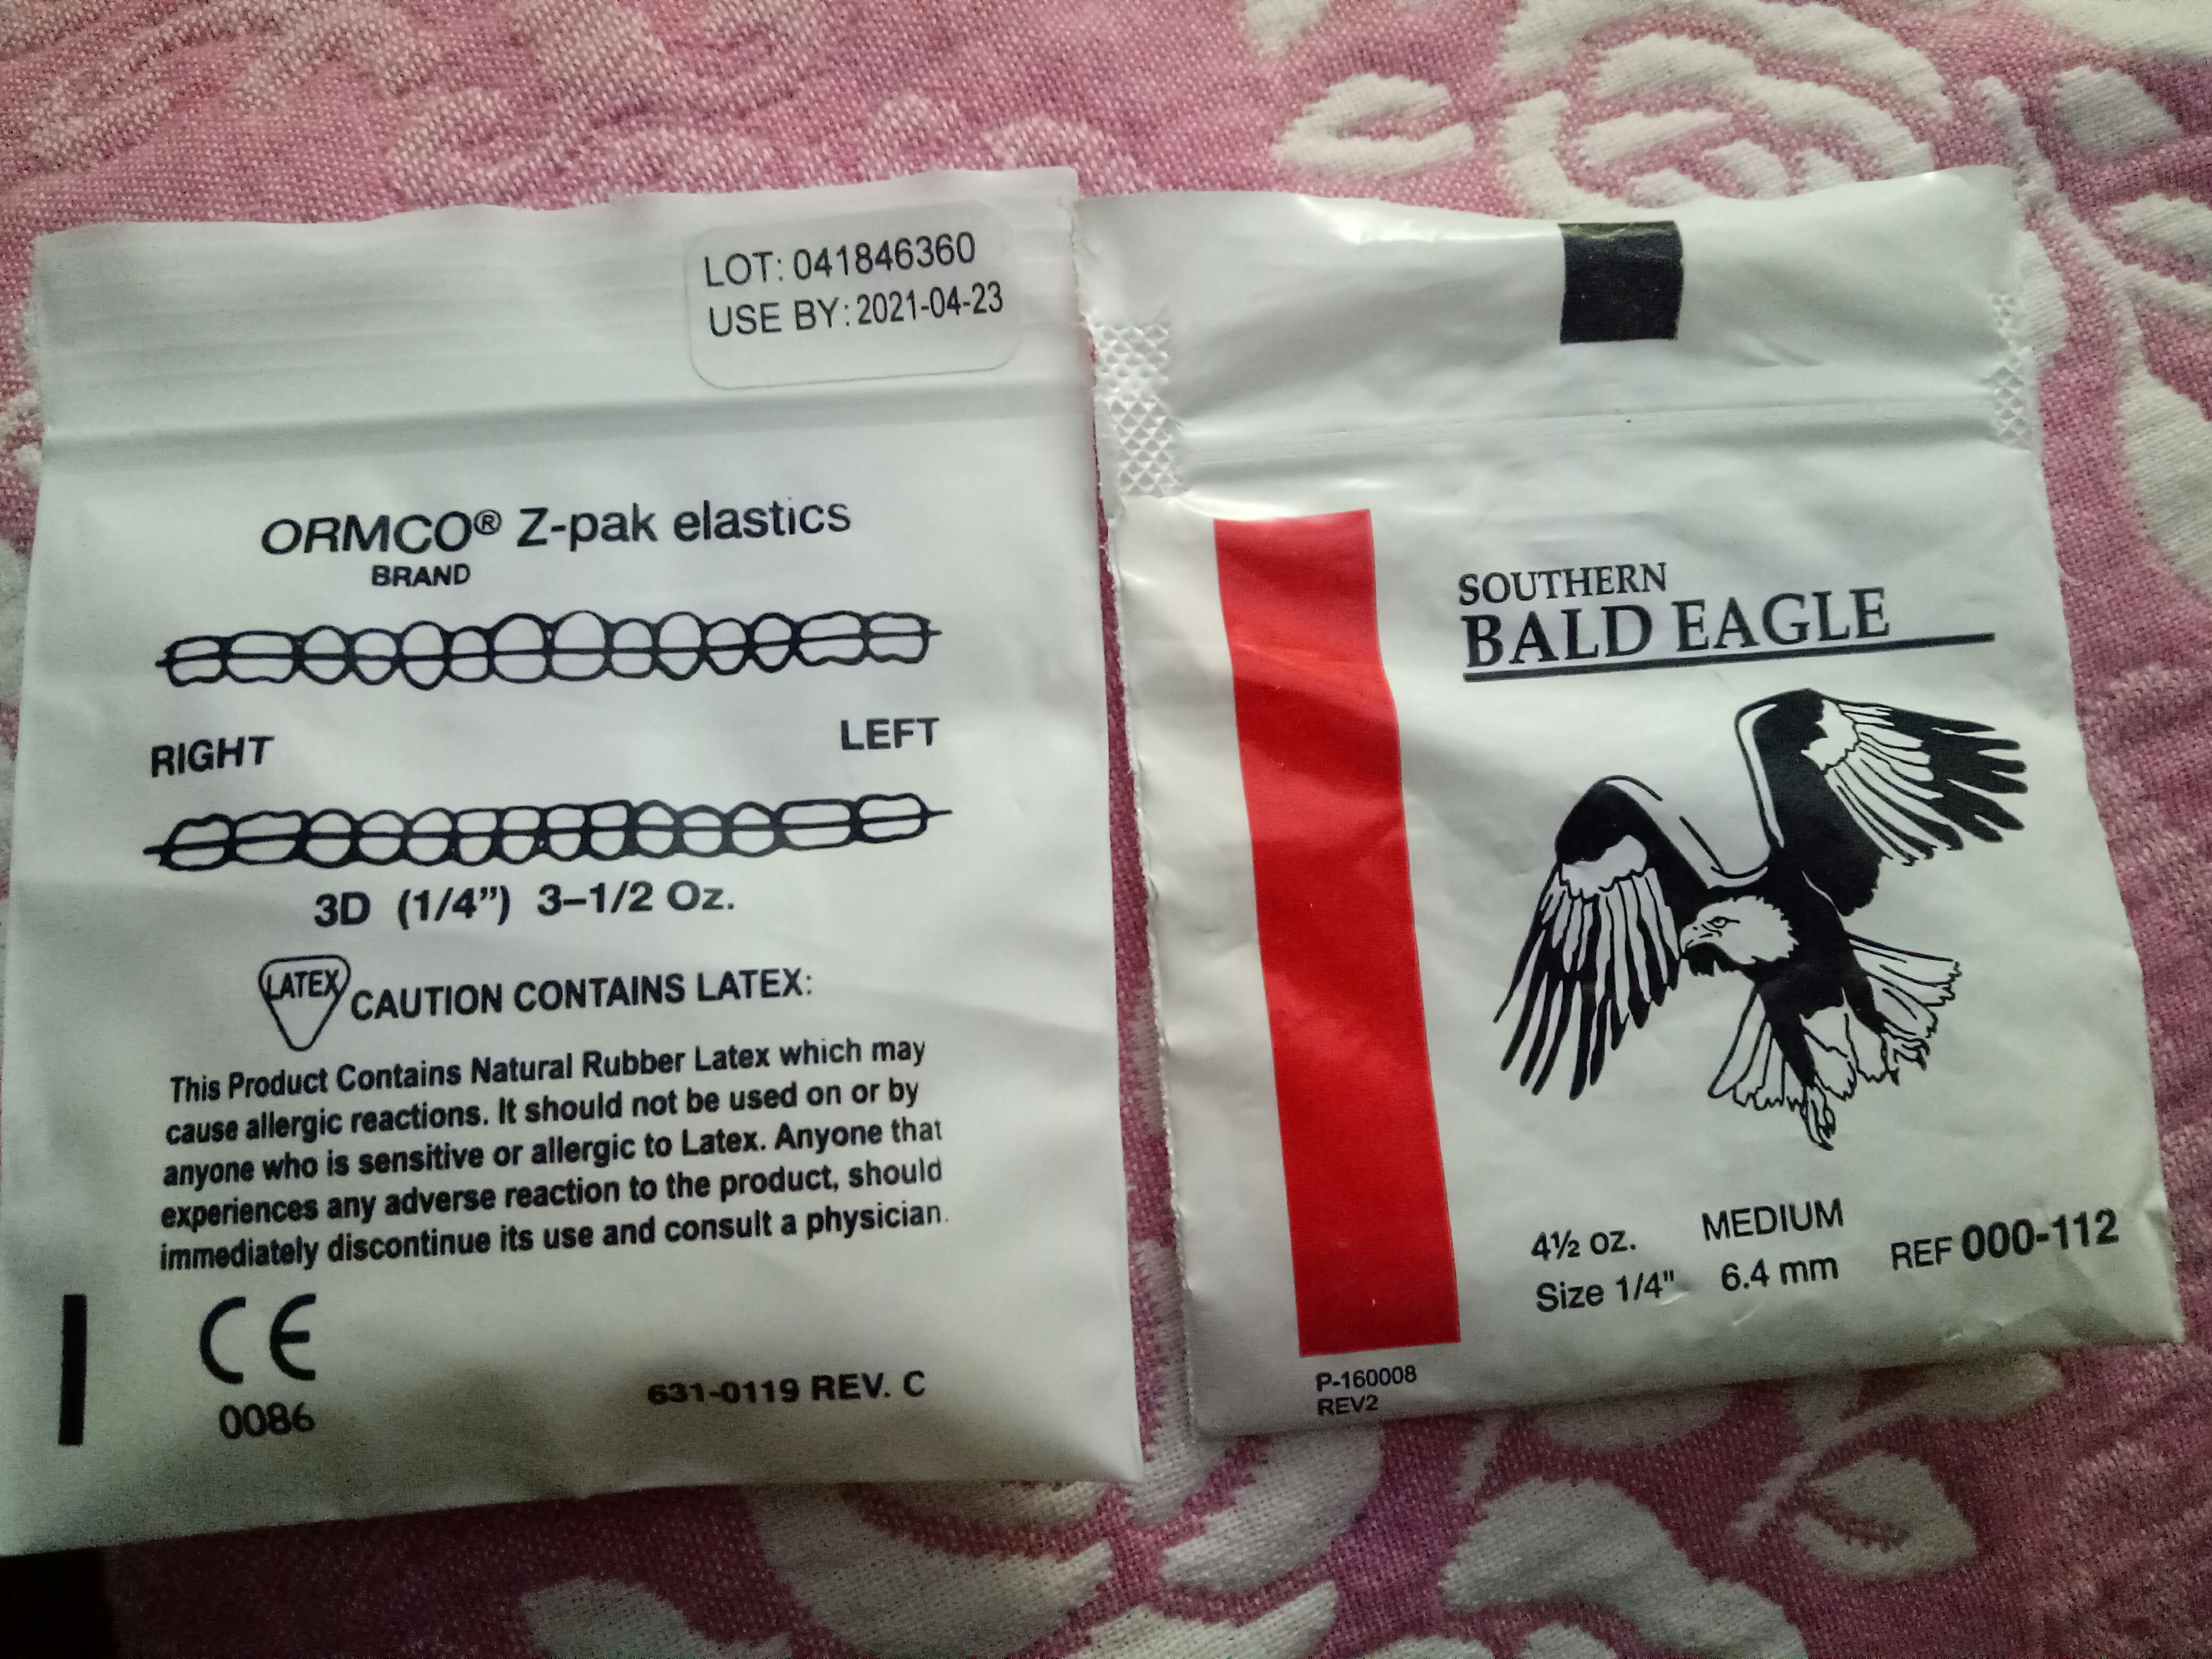 LOT: 041846360
USE BY: 2021-04-23
ORMCO® Z-pak elastics
BRAND
RIGHT
LEFT
3D (1/4") 3–1/2 Oz.
LATEX
CAUTION CONTAINS LATEX:
This Product Contains Natural Rubber Latex which may
cause allergic reactions. It should not be used on or by
anyone who is sensitive or allergic to Latex. Anyone that
experiences any adverse reaction to the product, should
immediately discontinue its use and consult a physician.
CE
0086
631-0119 REV. C
SOUTHERN
BALD EAGLE
4½ oz. MEDIUM
Size 1/4" 6.4 mm REF 000-112
P-160008
REV2